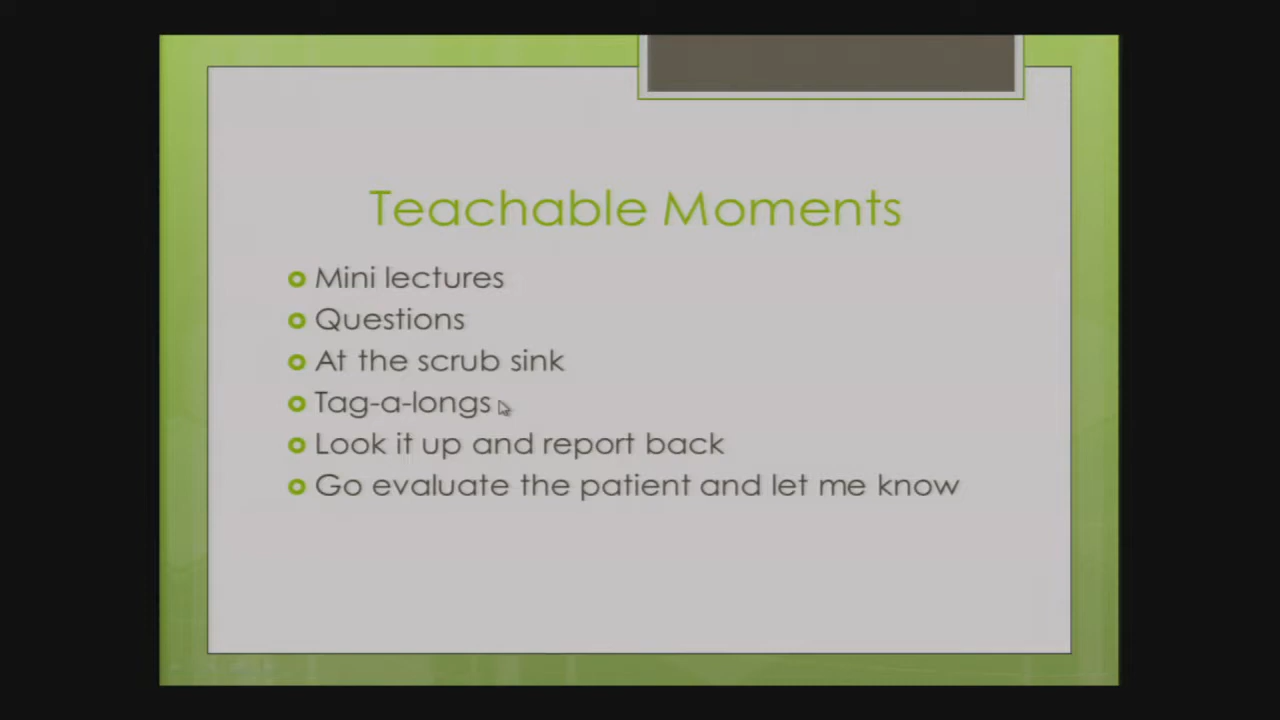 Teachable Moments
Mini lectures
Questions
At the scrub sink
Tag-a-longs
Look it up and report back
Go evaluate the patient and let me know